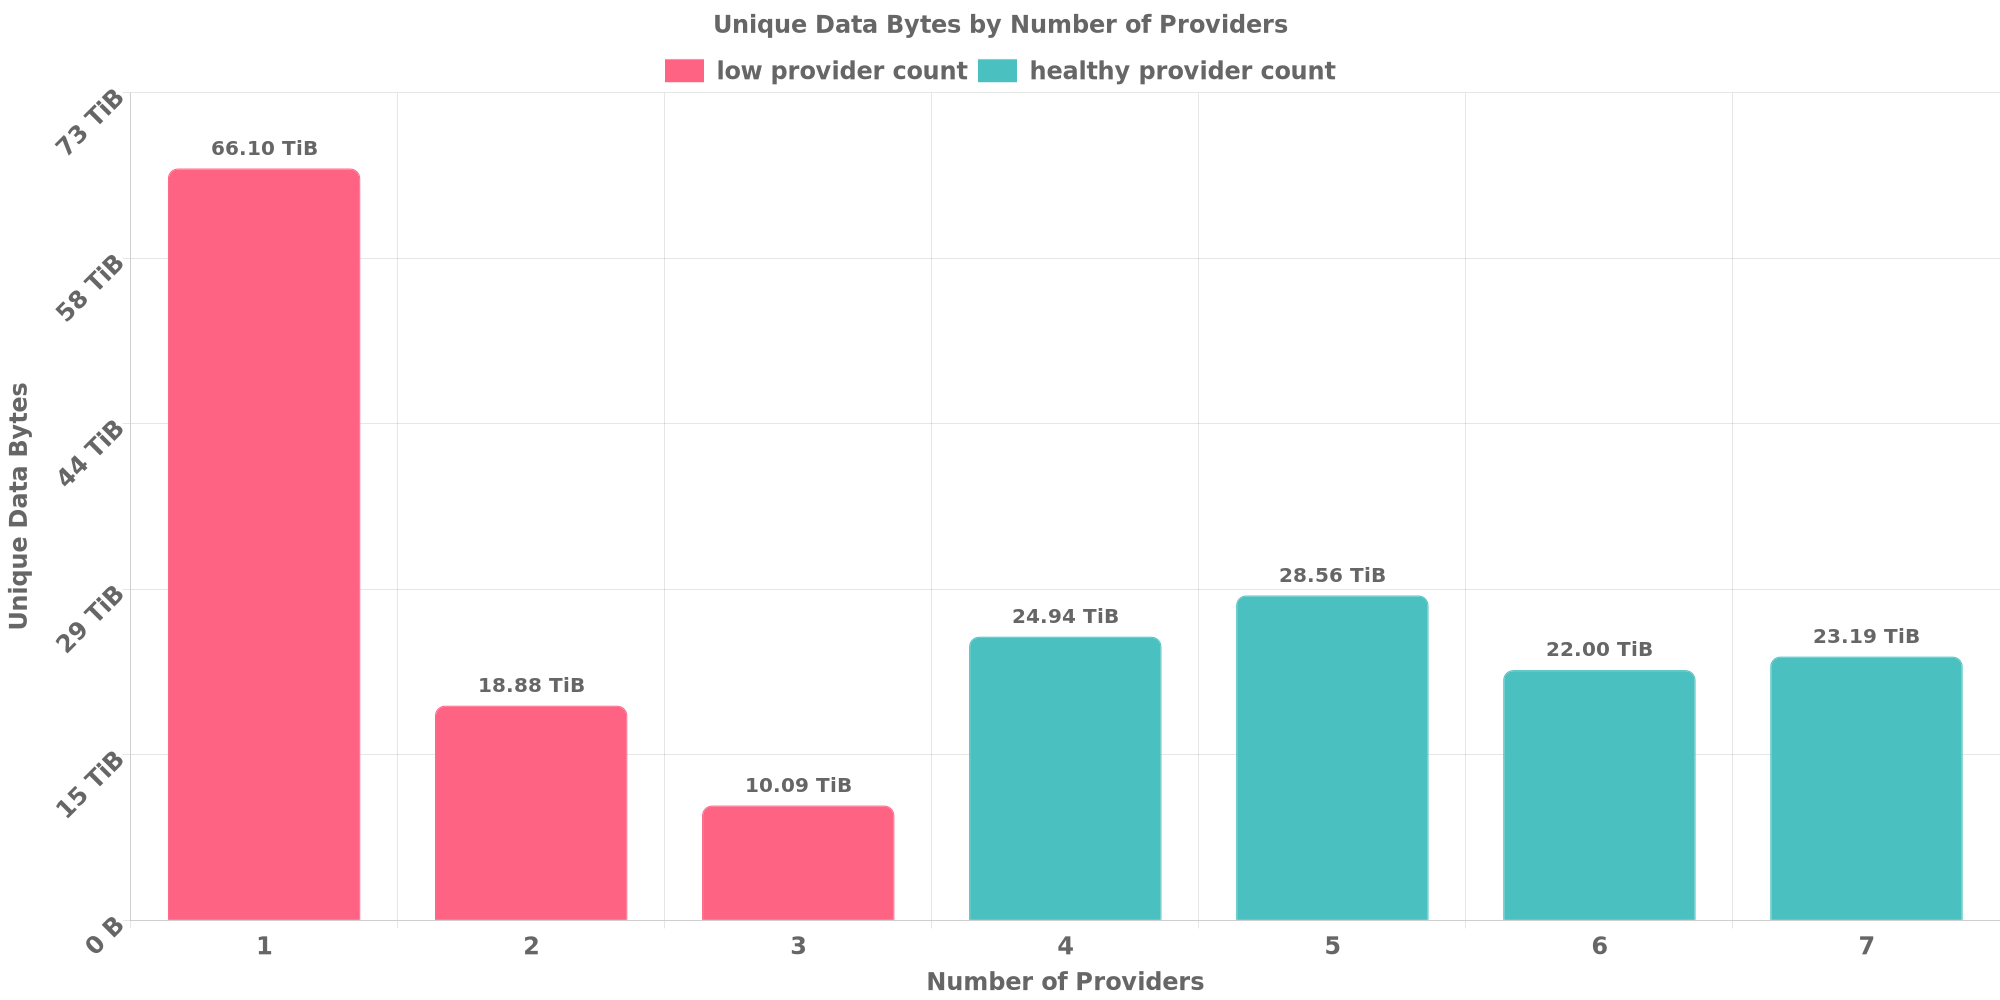 Unique Data Bytes by Number of Providers
low provider count healthy provider count
73 TiB
58 TiB
44 TiB
29 TiB
15 TiB
0 B
Unique Data Bytes
66.10 TiB
18.88 TiB
10.09 TiB
24.94 TiB
28.56 TiB
22.00 TiB
23.19 TiB
1 2 3 4 5 6 7
Number of Providers